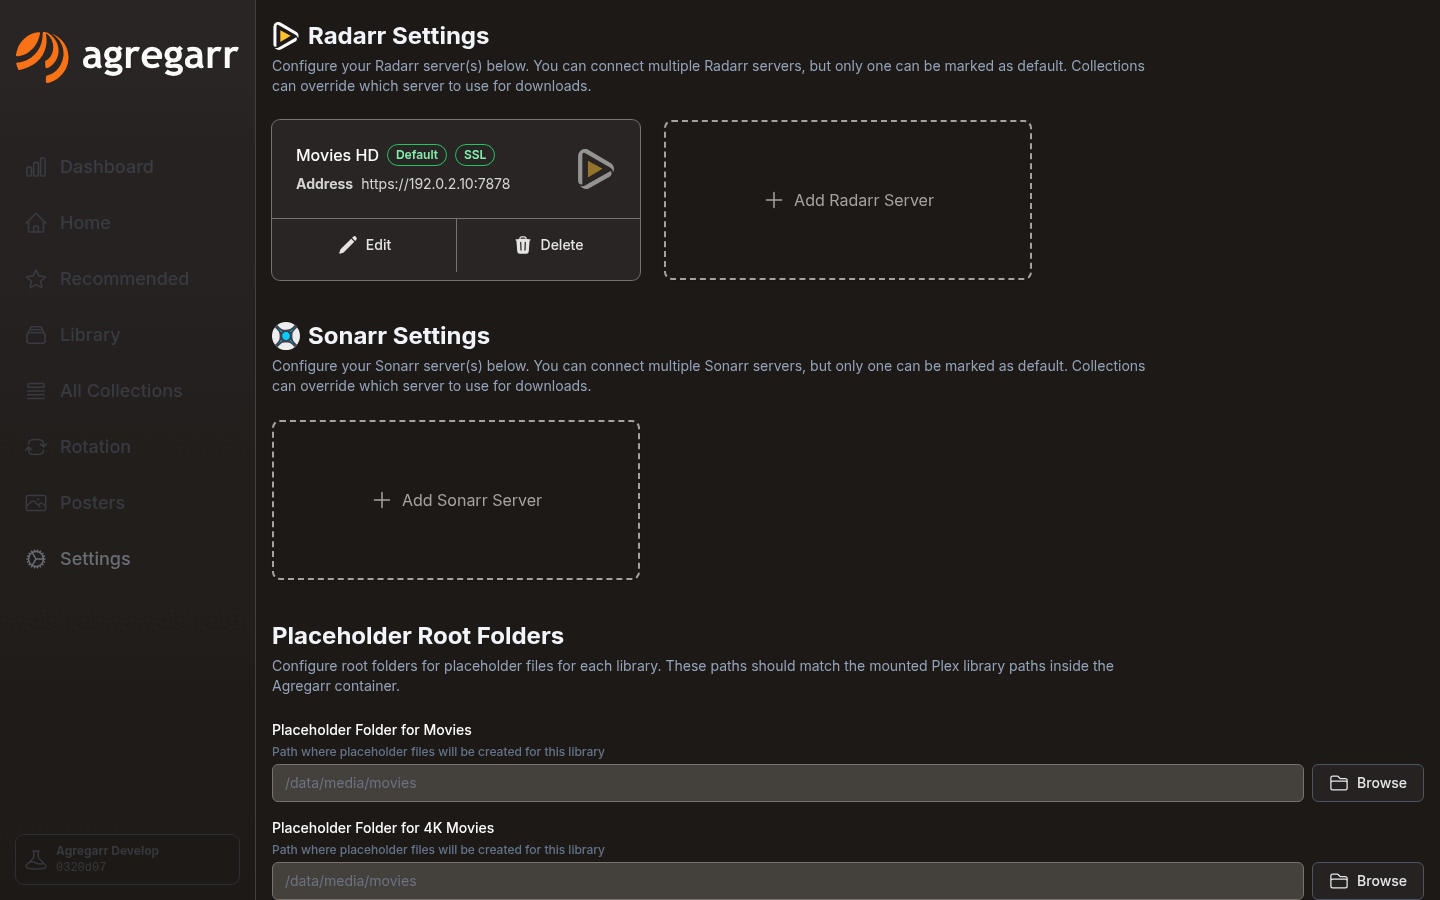 agregarr
Dashboard
Home
Recommended
Library
All Collections
Rotation
Posters
Settings
Agregarr Develop
0320d07
Radarr Settings
Configure your Radarr server(s) below. You can connect multiple Radarr servers, but only one can be marked as default. Collections
can override which server to use for downloads.
Movies HD Default SSL
Address https://192.0.2.10:7878
Edit Delete
Add Radarr Server
Sonarr Settings
Configure your Sonarr server(s) below. You can connect multiple Sonarr servers, but only one can be marked as default. Collections
can override which server to use for downloads.
Add Sonarr Server
Placeholder Root Folders
Configure root folders for placeholder files for each library. These paths should match the mounted Plex library paths inside the
Agregarr container.
Placeholder Folder for Movies
Path where placeholder files will be created for this library
/data/media/movies Browse
Placeholder Folder for 4K Movies
Path where placeholder files will be created for this library
/data/media/movies Browse